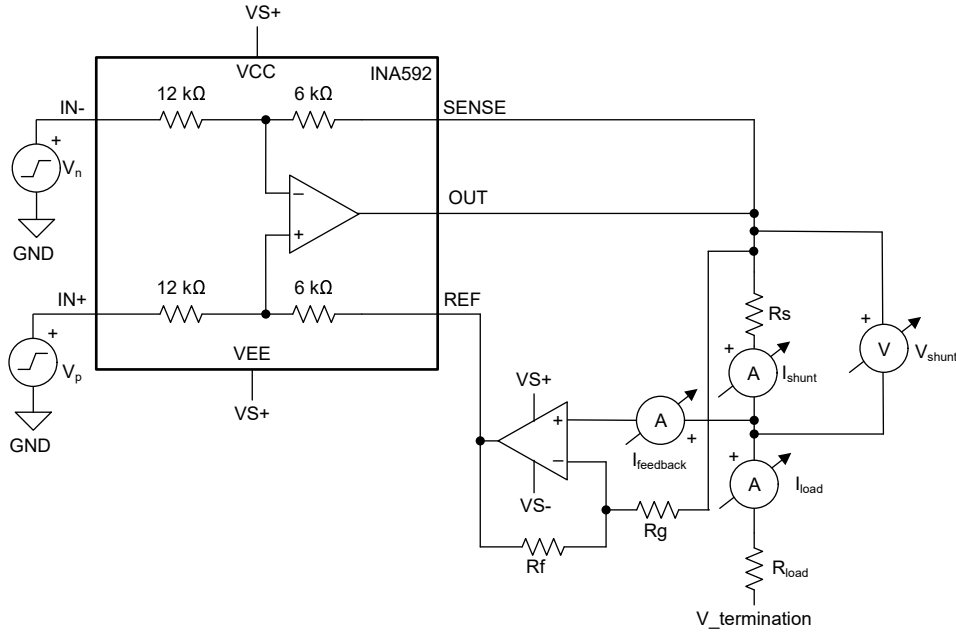 VS+
VCC
INA592
12 kΩ
6 kΩ
IN-
SENSE
+
Vn
−
GND
OUT
+
12 kΩ
6 kΩ
IN+
REF
+
Vp
VEE
GND
VS+
Rs
+
A
Ishunt
+
V
Vshunt
VS+
+
A
+
Ifeedback
−
VS-
+
A
Iload
Rg
Rf
Rload
V_termination